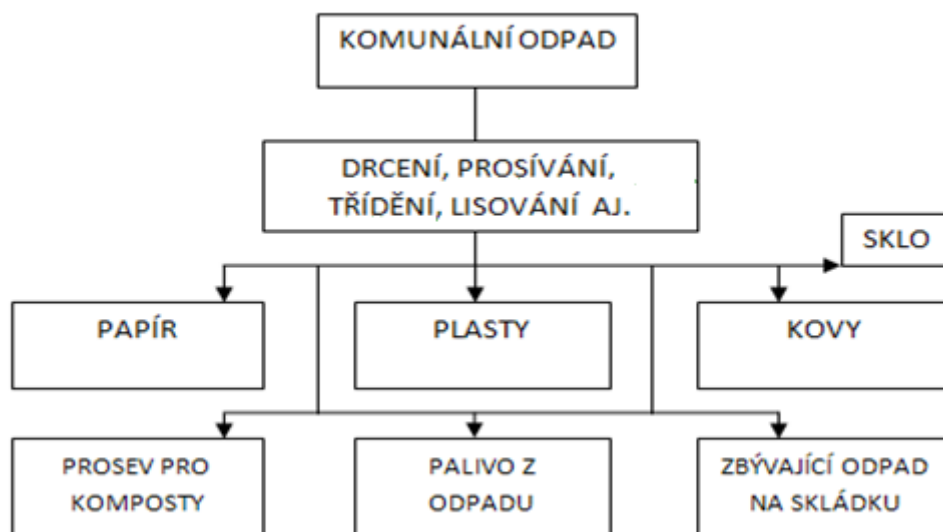 KOMUNÁLNÍ ODPAD
DRCENÍ, PROSÍVÁNÍ,
TŘÍDĚNÍ, LISOVÁNÍ AJ.
SKLO
PAPÍR
PLASTY
KOVY
PROSEV PRO
KOMPOSTY
PALIVO Z
ODPADU
ZBÝVAJÍCÍ ODPAD
NA SKLÁDKU